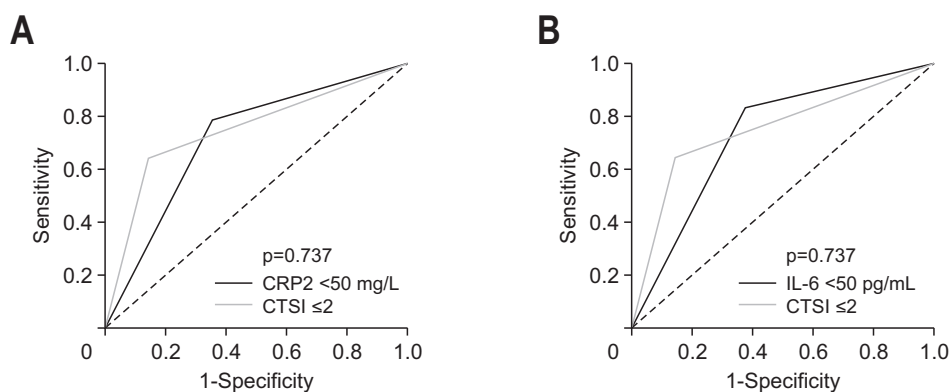 A
1.0
0.8
0.6
0.4
0.2
Sensitivity
p=0.737
CRP2 <50 mg/L
CTSI ≤2
0 0.2 0.4 0.6 0.8 1.0
1-Specificity
B
1.0
0.8
0.6
0.4
0.2
Sensitivity
p=0.737
IL-6 <50 pg/mL
CTSI ≤2
0 0.2 0.4 0.6 0.8 1.0
1-Specificity